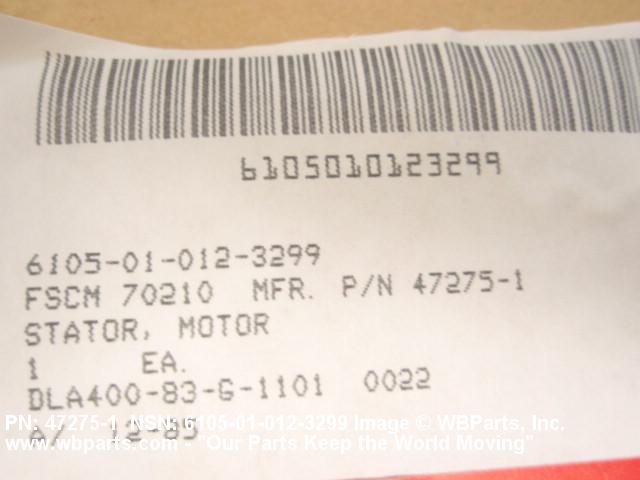 6105010123299
6105-01-012-3299
FSCM 70210 MFR. P/N 47275-1
STATOR, MOTOR
1 EA.
DLA400-83-G-1101 0022
PN: 47275-1 NSN: 6105-01-012-3299 Image © WBParts, Inc.
12-85
www.wbparts.com - "Our Parts Keep the World Moving"